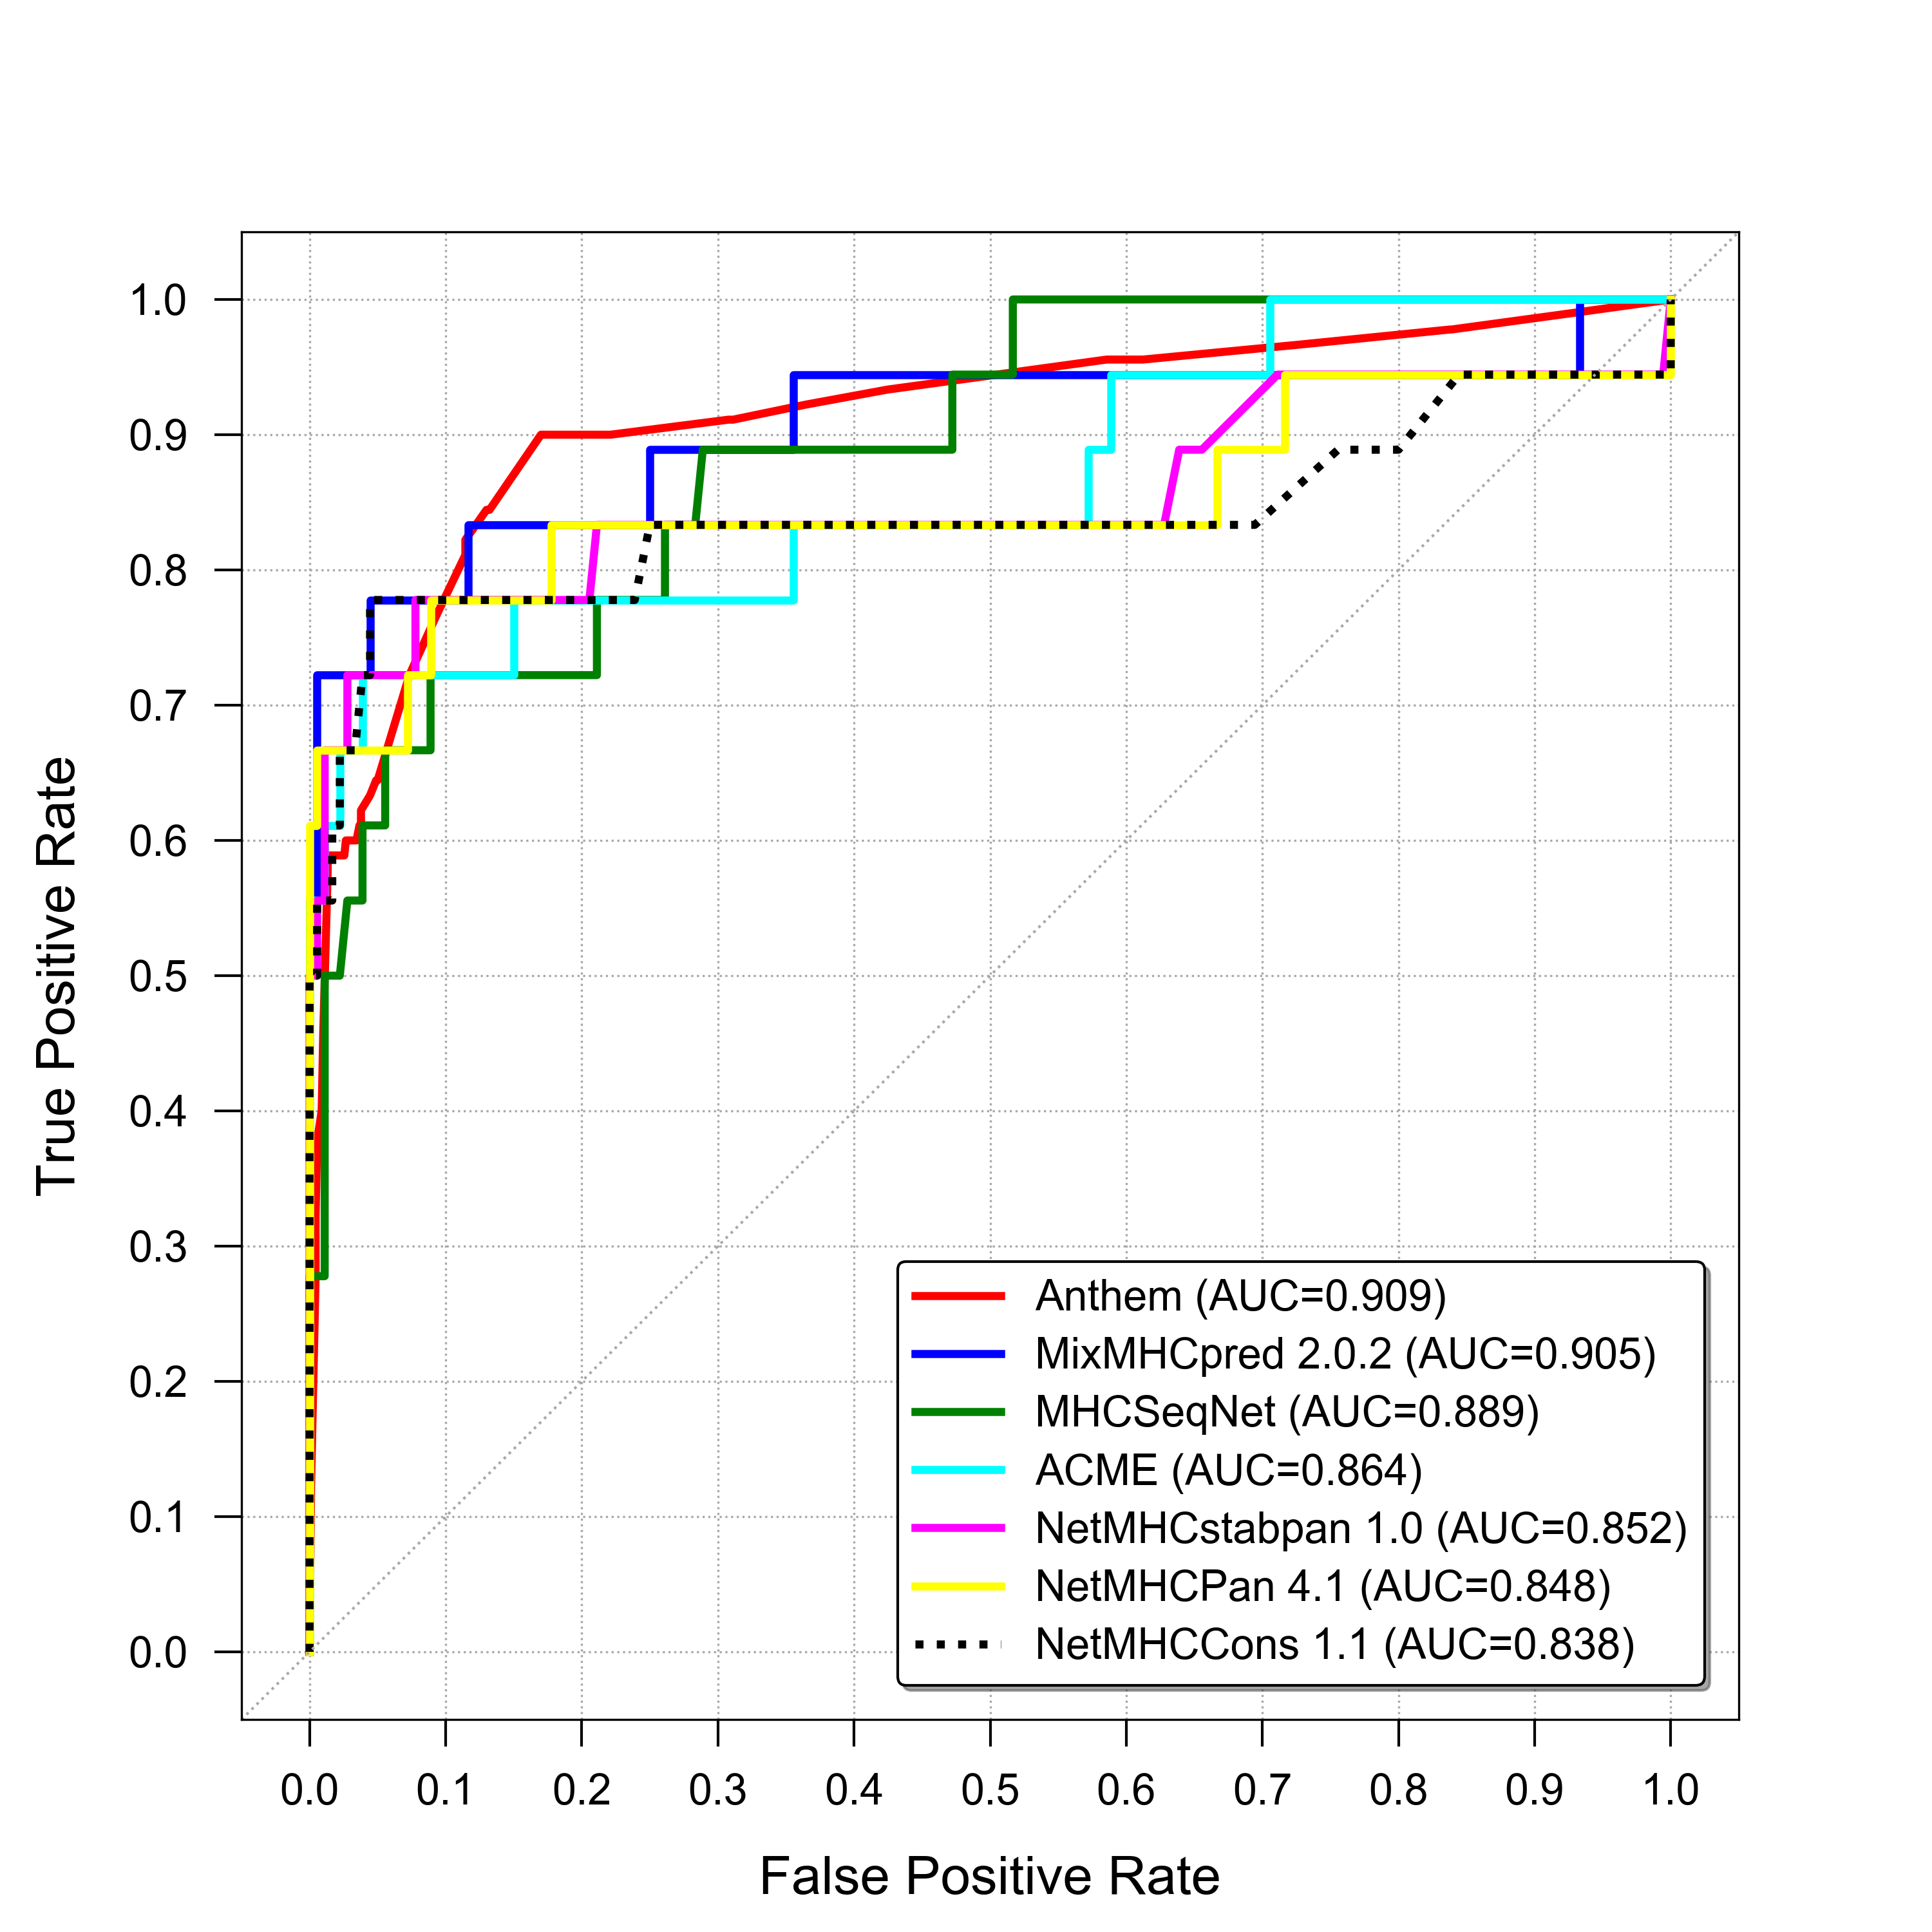 1.0
0.9
0.8
0.7
0.6
0.5
0.4
0.3
0.2
0.1
0.0
True Positive Rate
Anthem (AUC=0.909)
MixMHCpred 2.0.2 (AUC=0.905)
MHCSeqNet (AUC=0.889)
ACME (AUC=0.864)
NetMHCstabpan 1.0 (AUC=0.852)
NetMHCPan 4.1 (AUC=0.848)
NetMHCCons 1.1 (AUC=0.838)
0.0 0.1 0.2 0.3 0.4 0.5 0.6 0.7 0.8 0.9 1.0
False Positive Rate